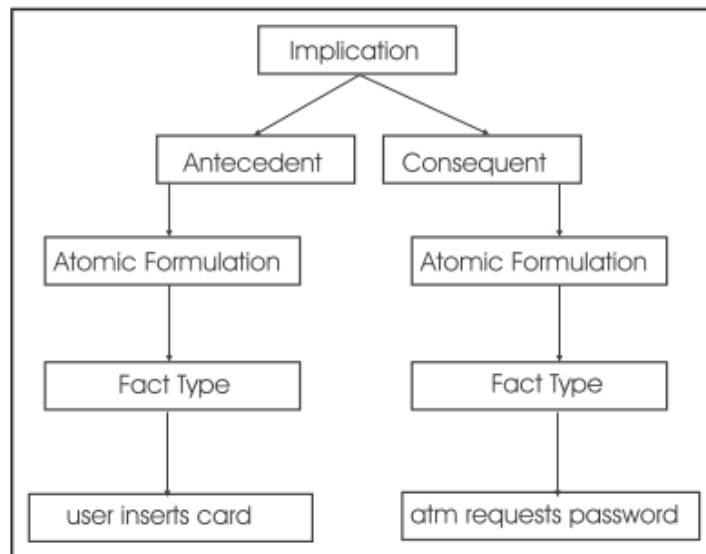 Implication
Antecedent
Consequent
Atomic Formulation
Atomic Formulation
Fact Type
Fact Type
user inserts card
atm requests password